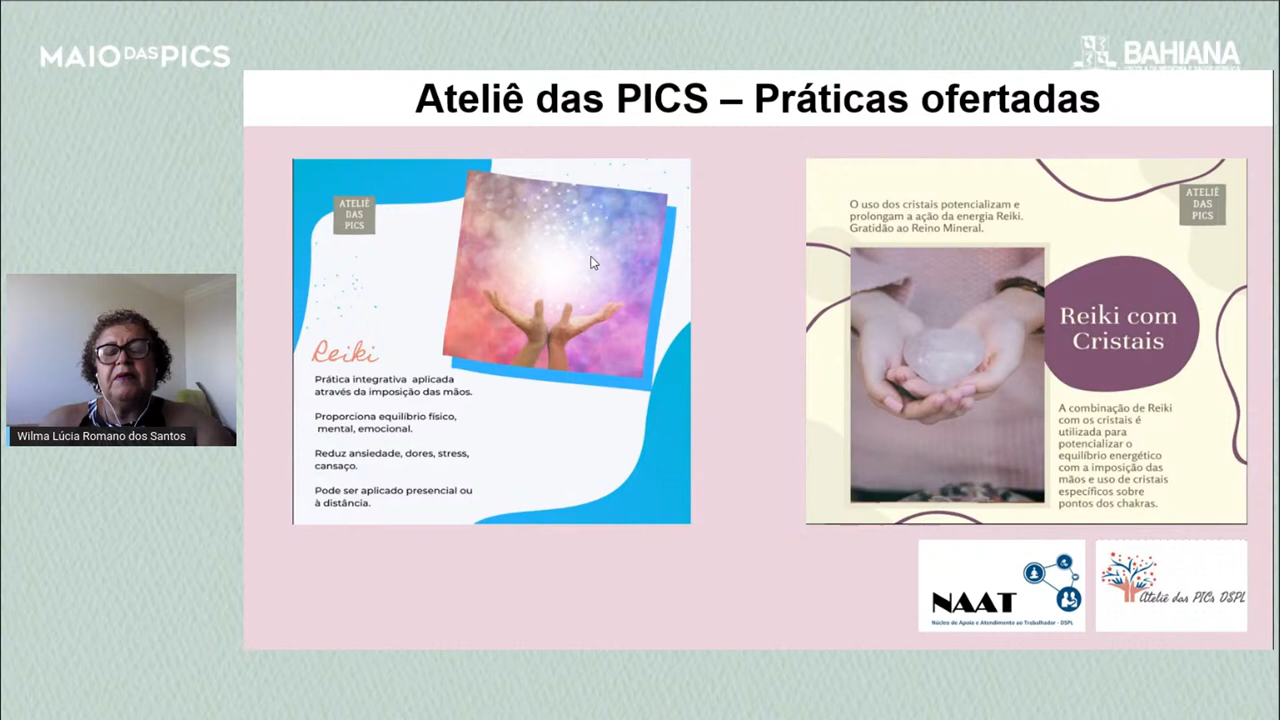 MAIO DAS PICS
BAHIANA
Ateliê das PICS – Práticas ofertadas
ATELIÊ
DAS
PICS
Reiki
Prática integrativa aplicada
através da imposição das mãos.
Proporciona equilíbrio físico,
mental, emocional.
Reduz ansiedade, dores, stress,
cansaço.
Pode ser aplicado presencial ou
à distância.
O uso dos cristais potencializam e
prolongam a ação da energia Reiki.
Gratidão ao Reino Mineral.
ATELIÊ
DAS
PICS
Reiki com
Cristais
A combinação de Reiki
com os cristais é
utilizada para
potencializar o
equilíbrio energético
com a imposição das
mãos e uso de cristais
específicos sobre
pontos dos chakras.
Wilma Lúcia Romano dos Santos
NAAT
Núcleo de Apoio e Atendimento ao Trabalhador - DSPL
Ateliê das PICs DSPL